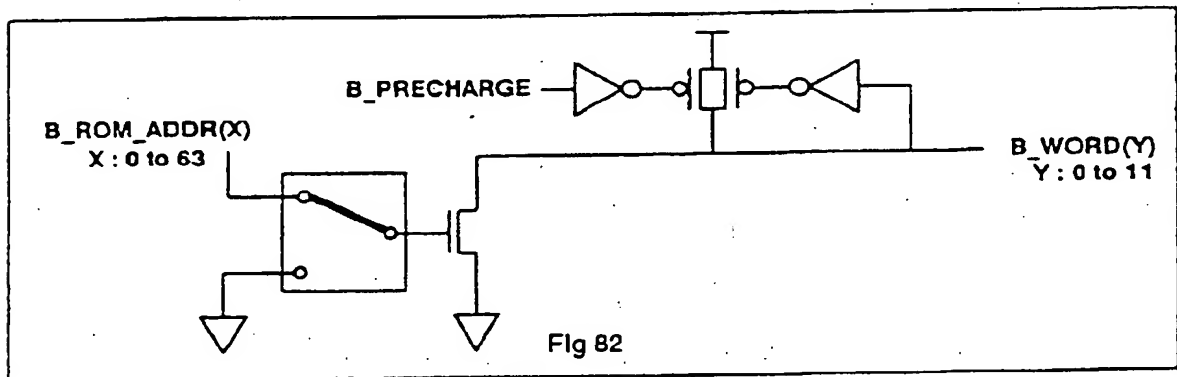 B_PRECHARGE
B_ROM_ADDR(X)
X : 0 to 63
B_WORD(Y)
Y : 0 to 11
Fig 82